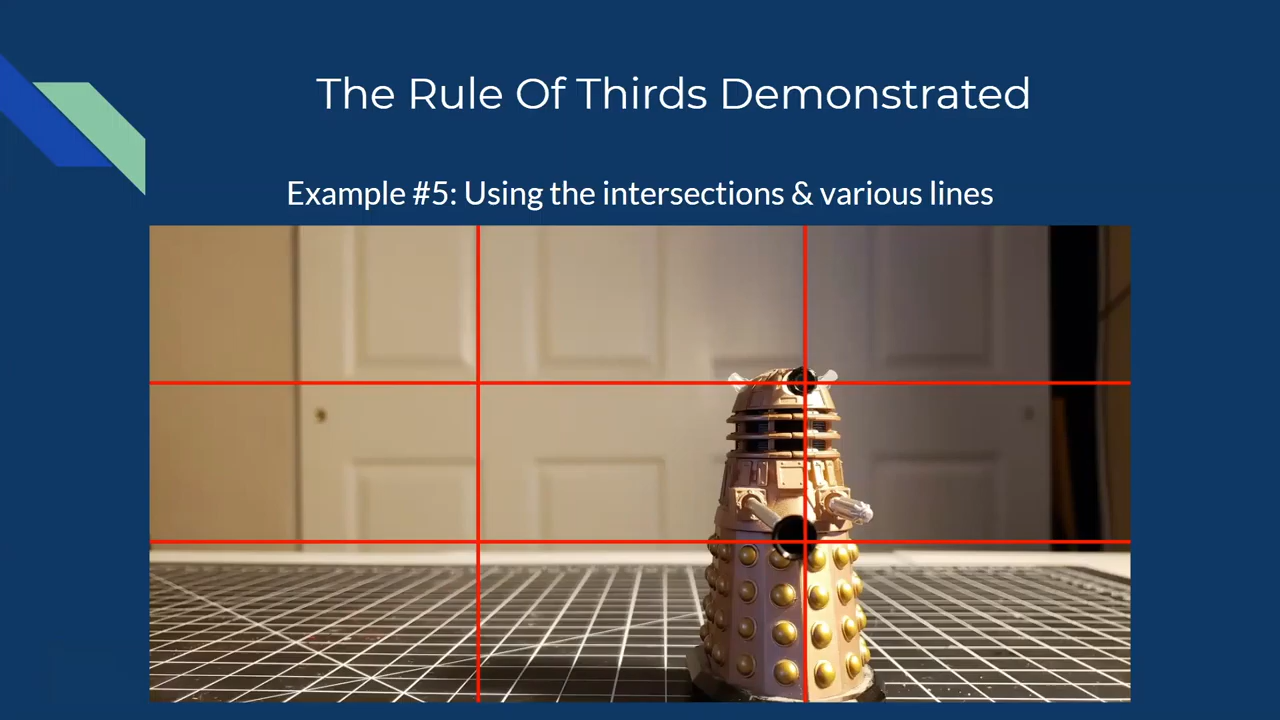 The Rule Of Thirds Demonstrated
Example #5: Using the intersections & various lines